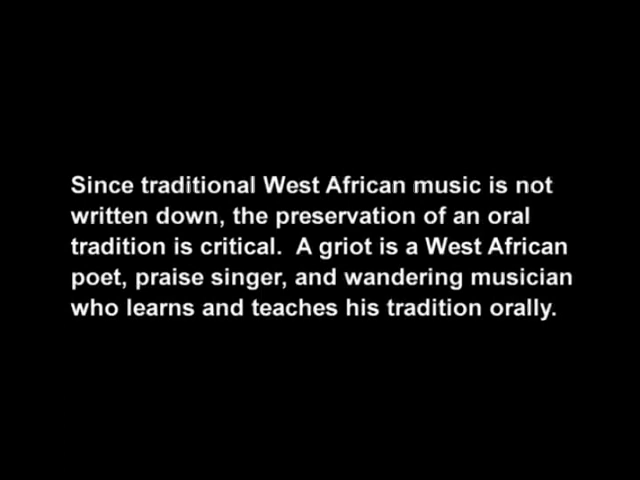 Since traditional West African music is not
written down, the preservation of an oral
tradition is critical.  A griot is a West African
poet, praise singer, and wandering musician
who learns and teaches his tradition orally.